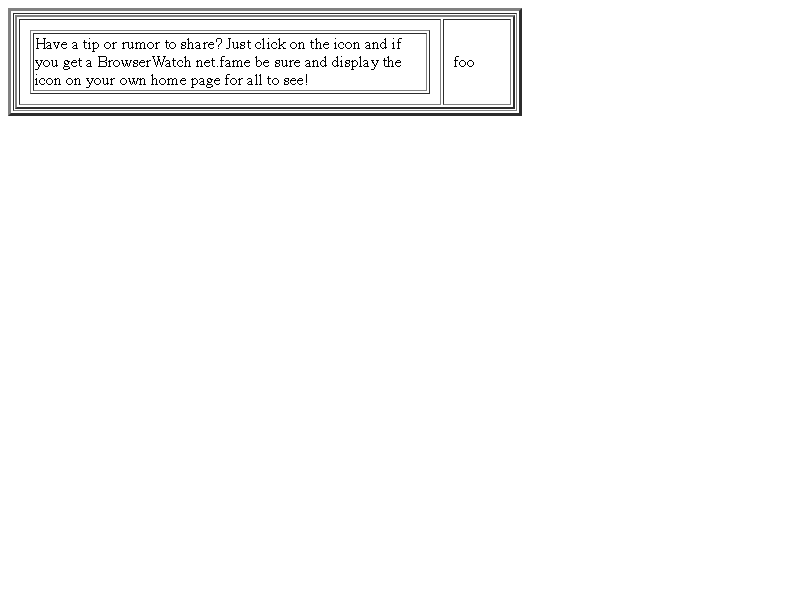 Have a tip or rumor to share? Just click on the icon and if
you get a BrowserWatch net.fame be sure and display the
icon on your own home page for all to see!
foo